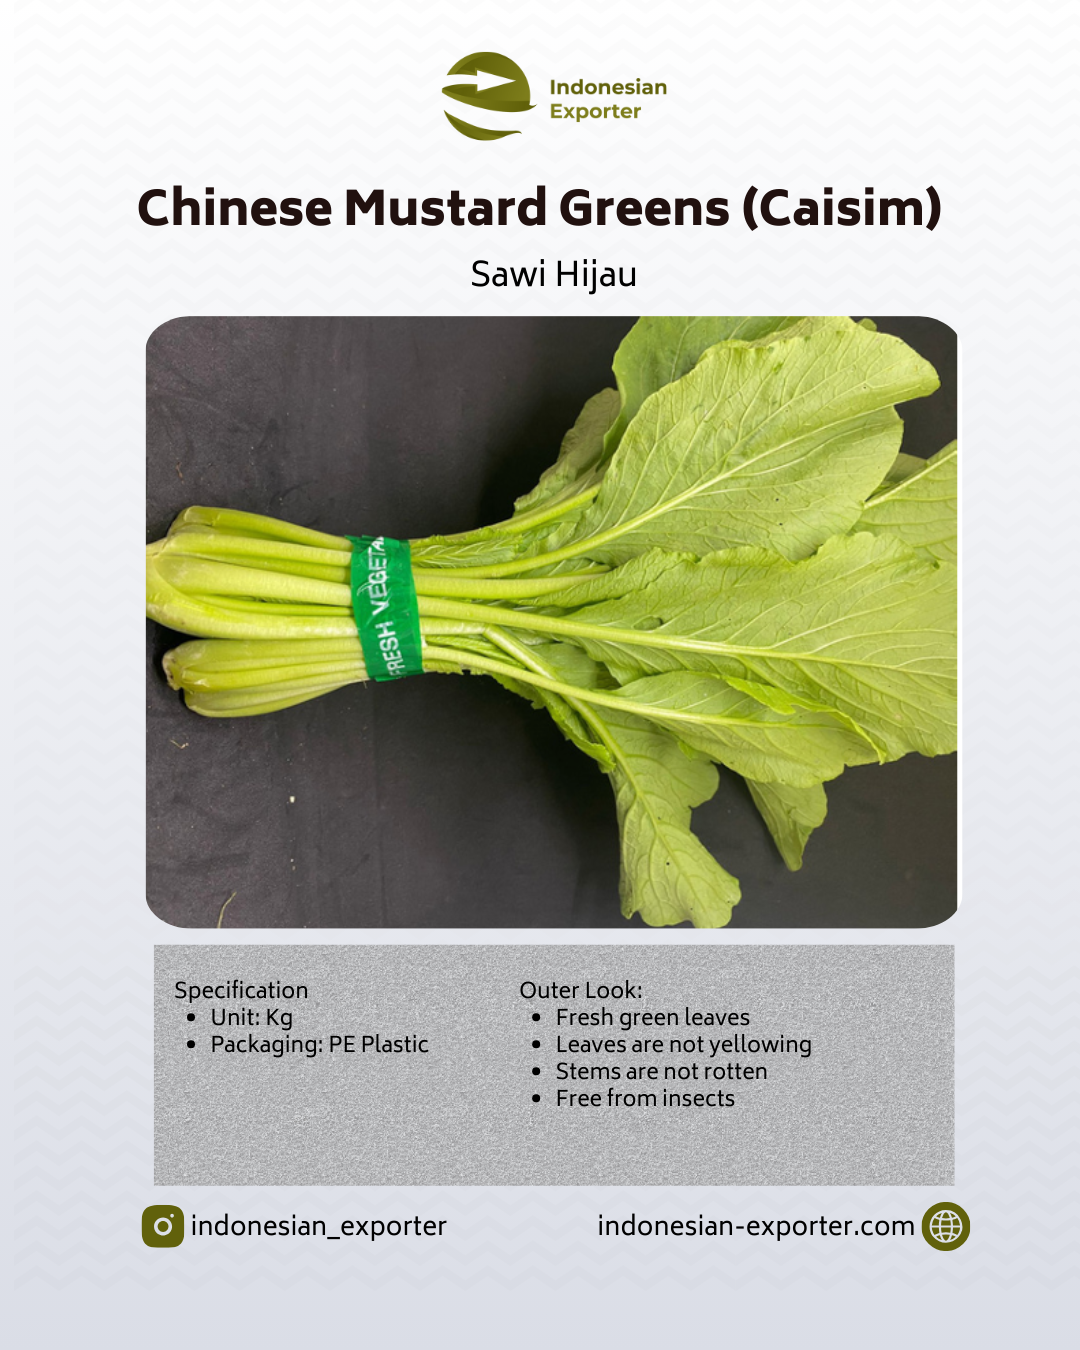 Indonesian
Exporter
Chinese Mustard Greens (Caisim)
Sawi Hijau
FRESH VEGETA
Specification
• Unit: Kg
• Packaging: PE Plastic
Outer Look:
• Fresh green leaves
• Leaves are not yellowing
• Stems are not rotten
• Free from insects
indonesian_exporter
indonesian-exporter.com